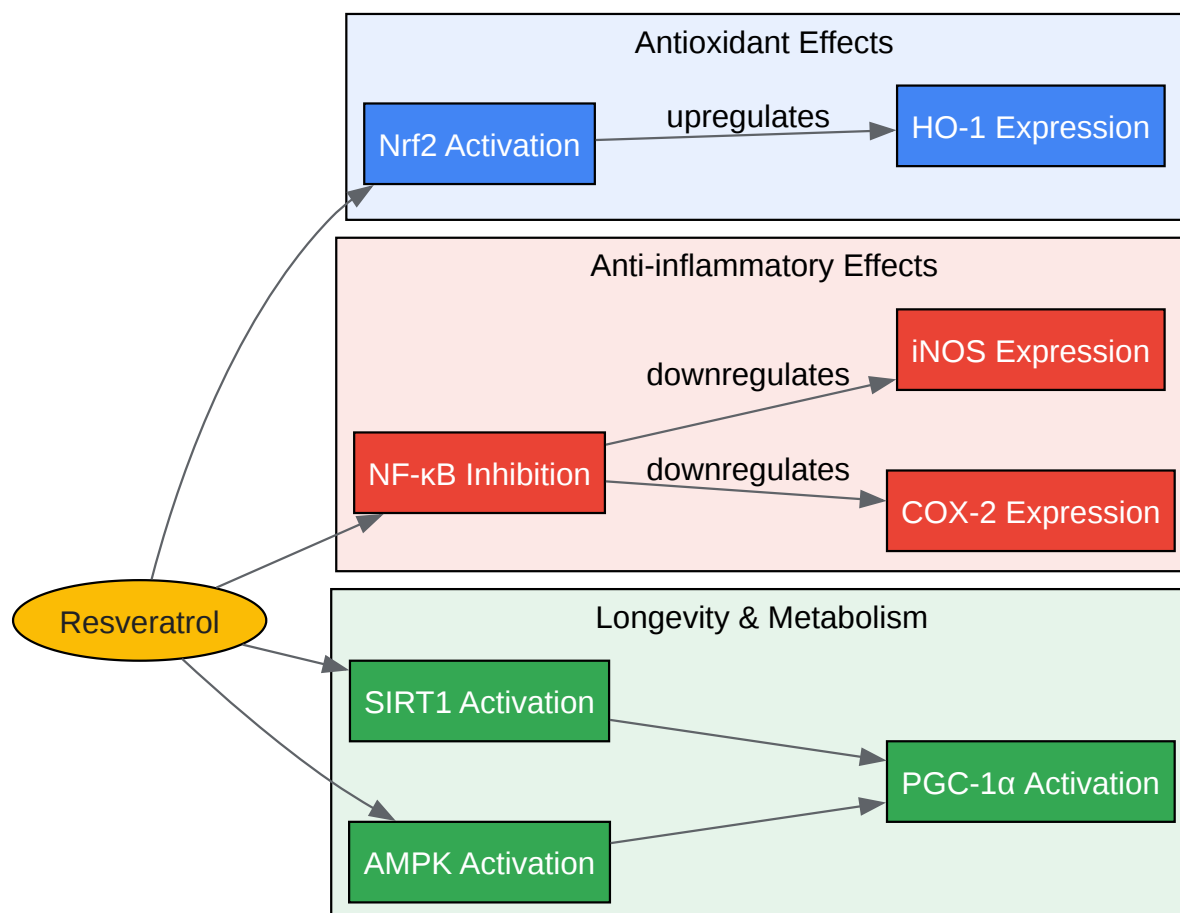 Antioxidant Effects
Nrf2 Activation
upregulates
HO-1 Expression
Anti-inflammatory Effects
NF-κB Inhibition
downregulates
iNOS Expression
downregulates
COX-2 Expression
Resveratrol
Longevity & Metabolism
SIRT1 Activation
PGC-1α Activation
AMPK Activation